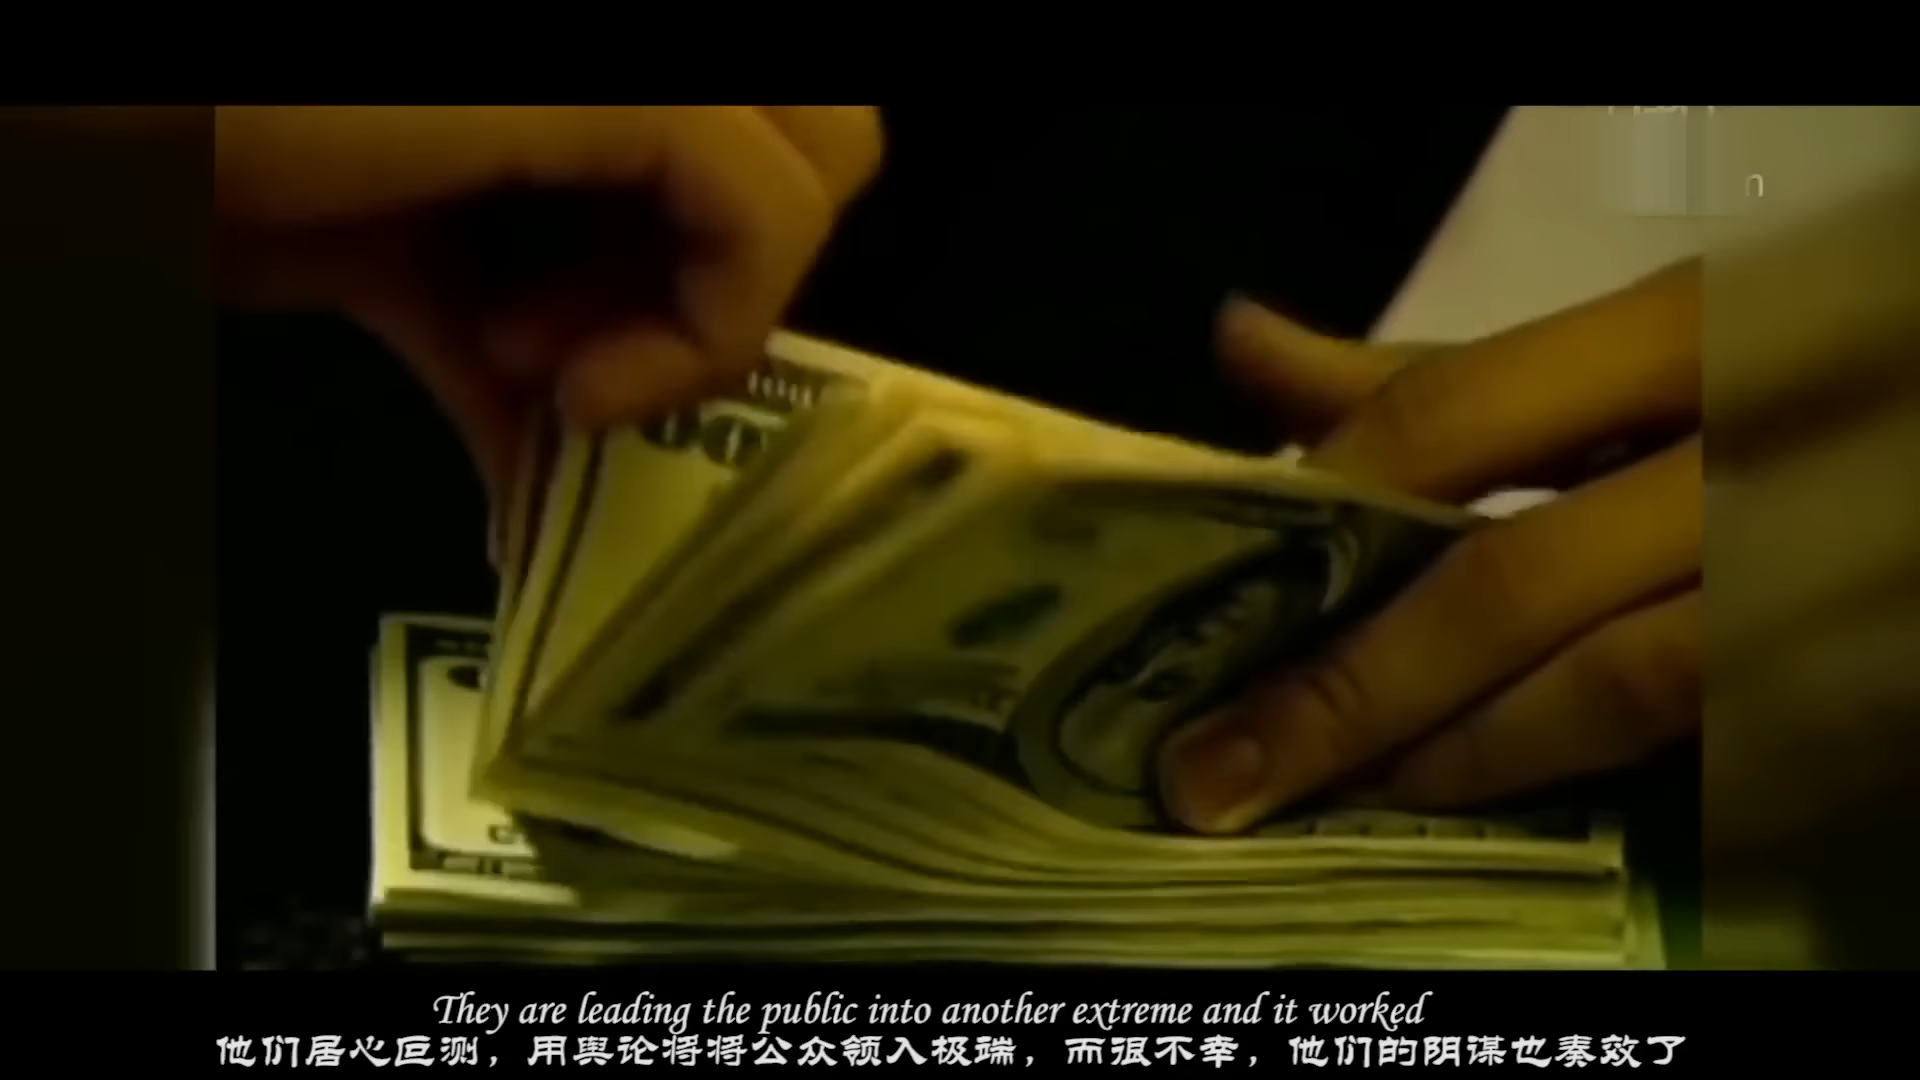 They are leading the public into another extreme and it worked
他们居心叵测，用舆论将将公众领入极端，而很不幸，他们的阴谋也奏效了